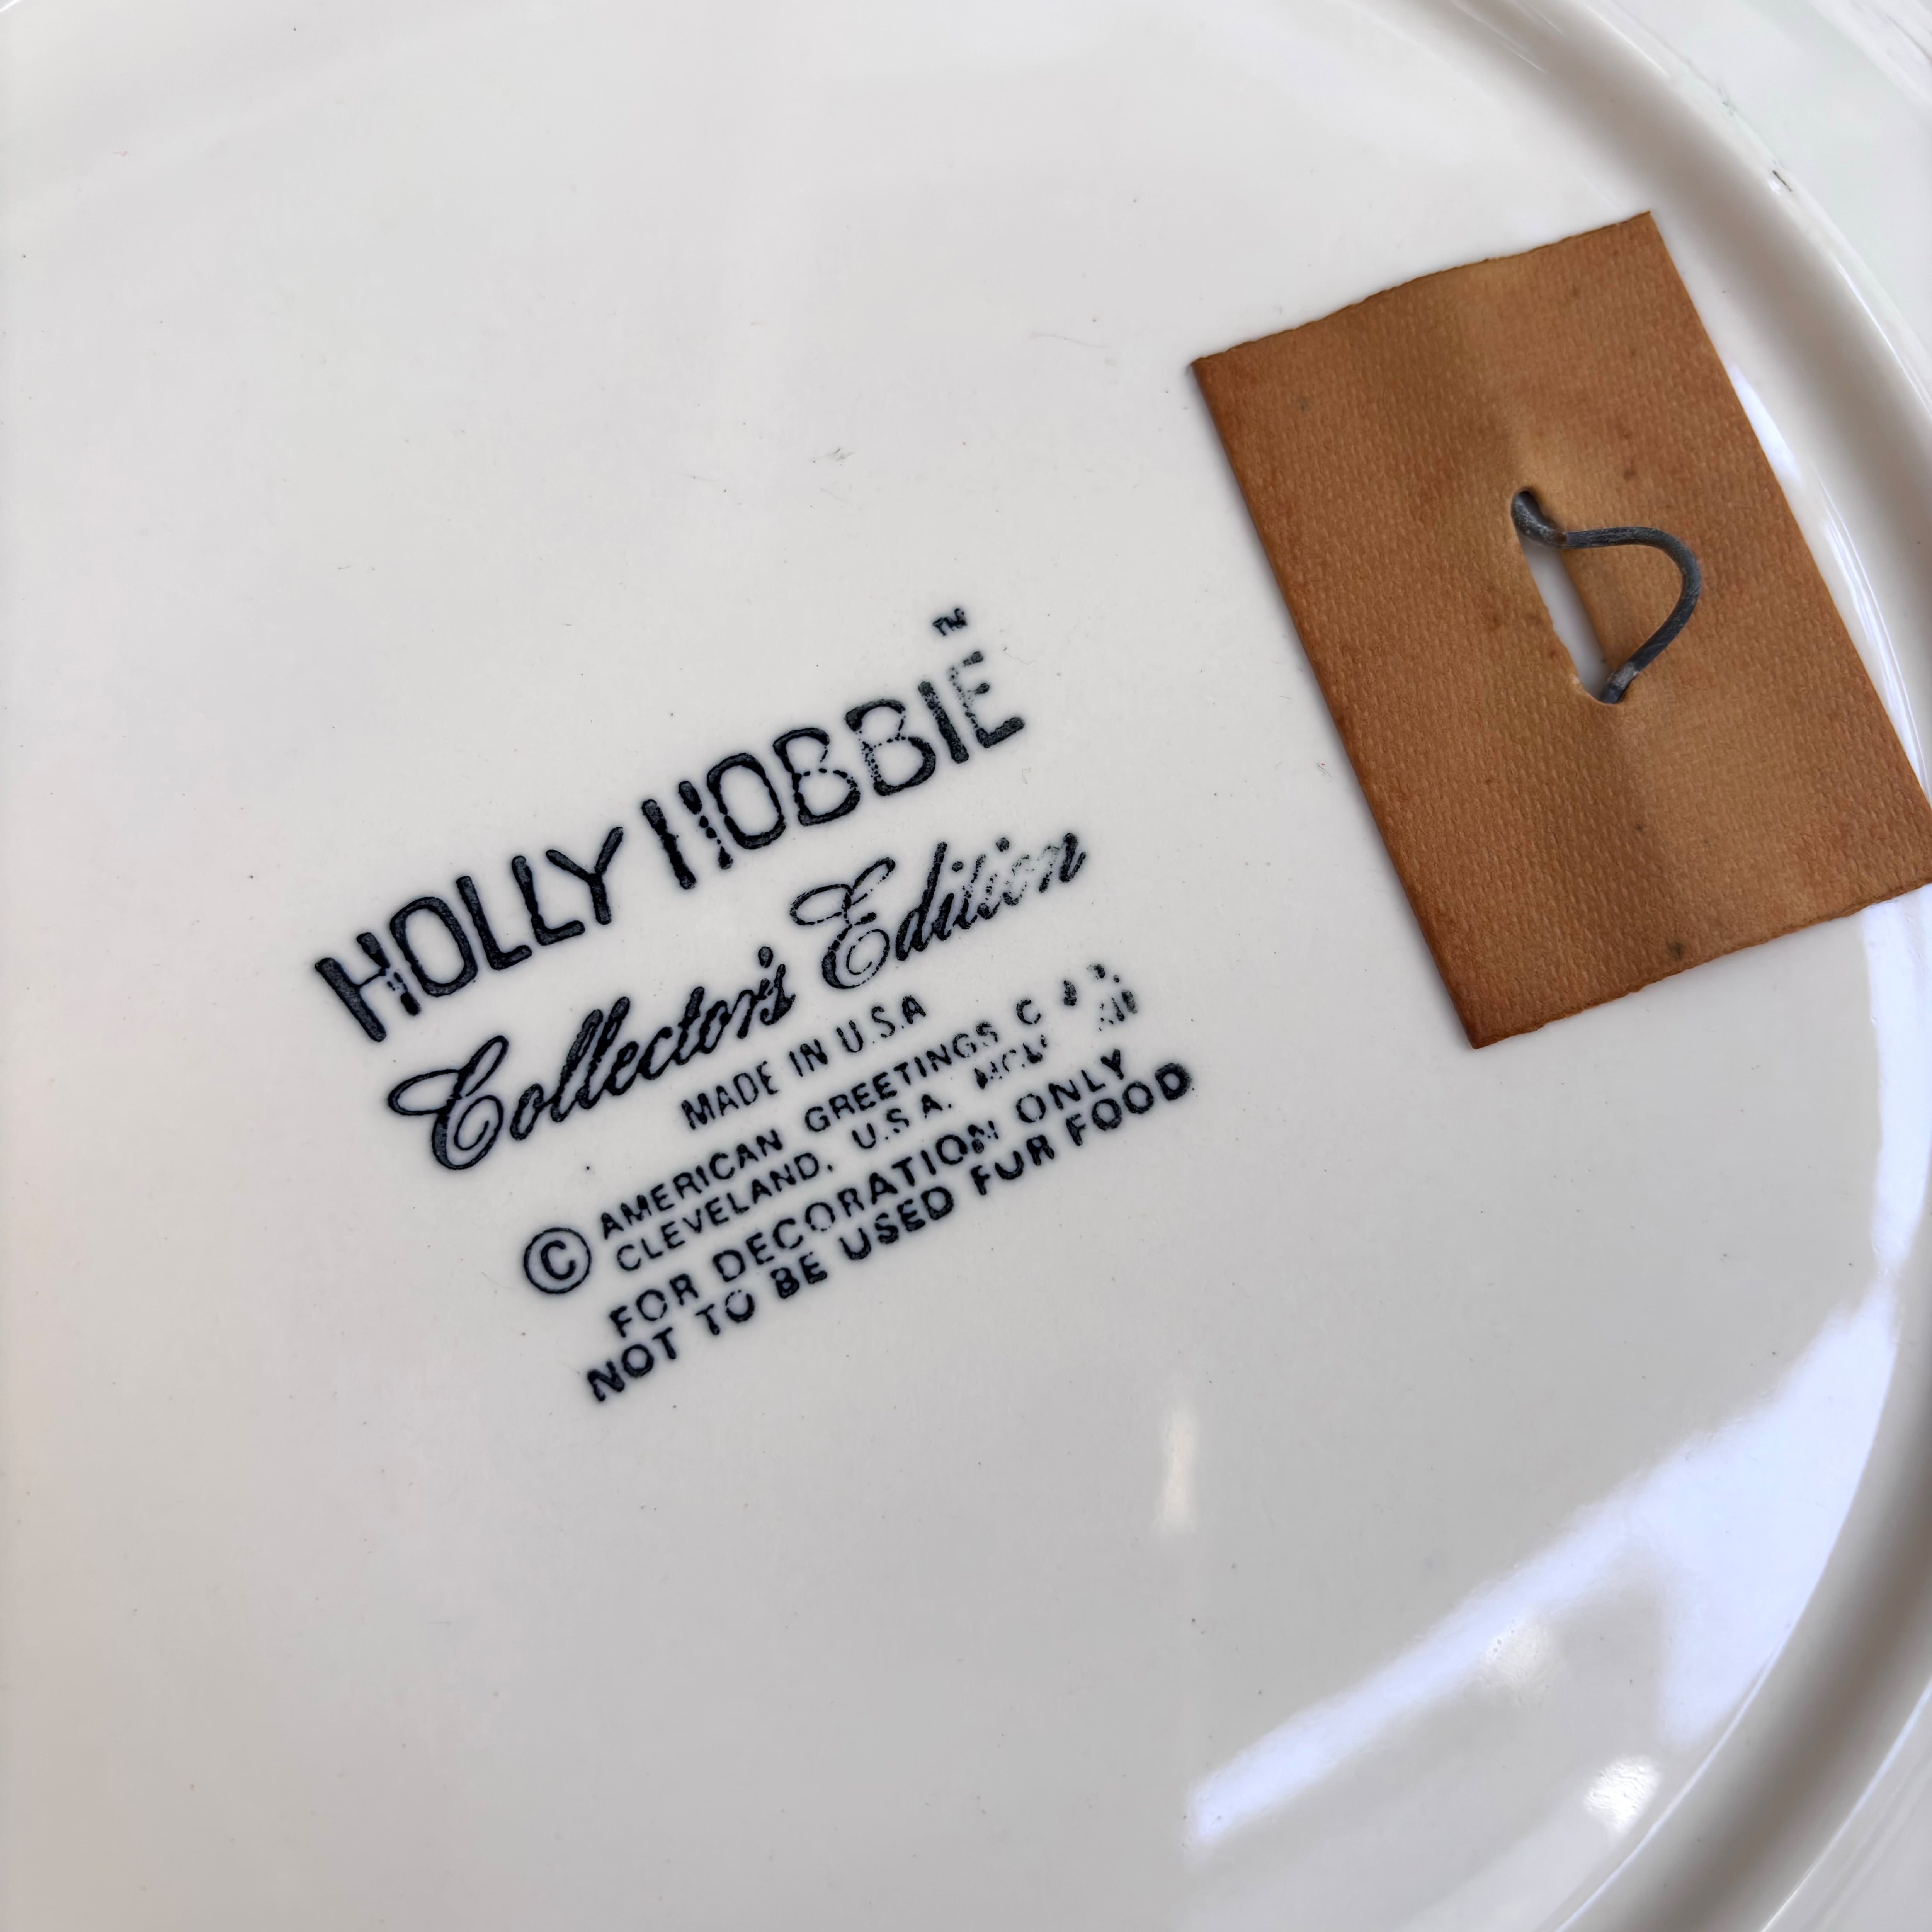 HOLLY HOBBIE™
Collector's Edition
MADE IN U.S.A
© AMERICAN GREETINGS
CLEVELAND, U.S.A.
FOR DECORATION ONLY
NOT TO BE USED FOR FOOD